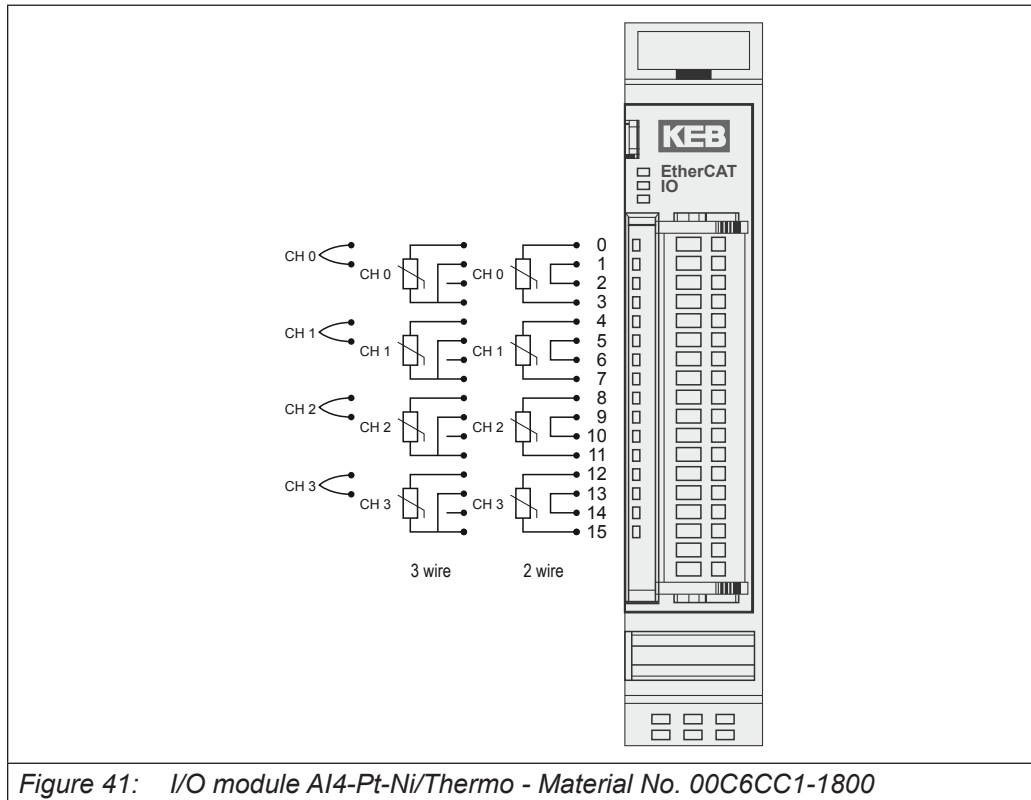 KEB
EtherCAT
IO
CH 0 CH 0 CH 0 0
1
2
3
CH 1 CH 1 CH 1 4
5
6
7
CH 2 CH 2 CH 2 8
9
10
11
CH 3 CH 3 CH 3 12
13
14
15
3 wire 2 wire
Figure 41: I/O module AI4-Pt-Ni/Thermo - Material No. 00C6CC1-1800